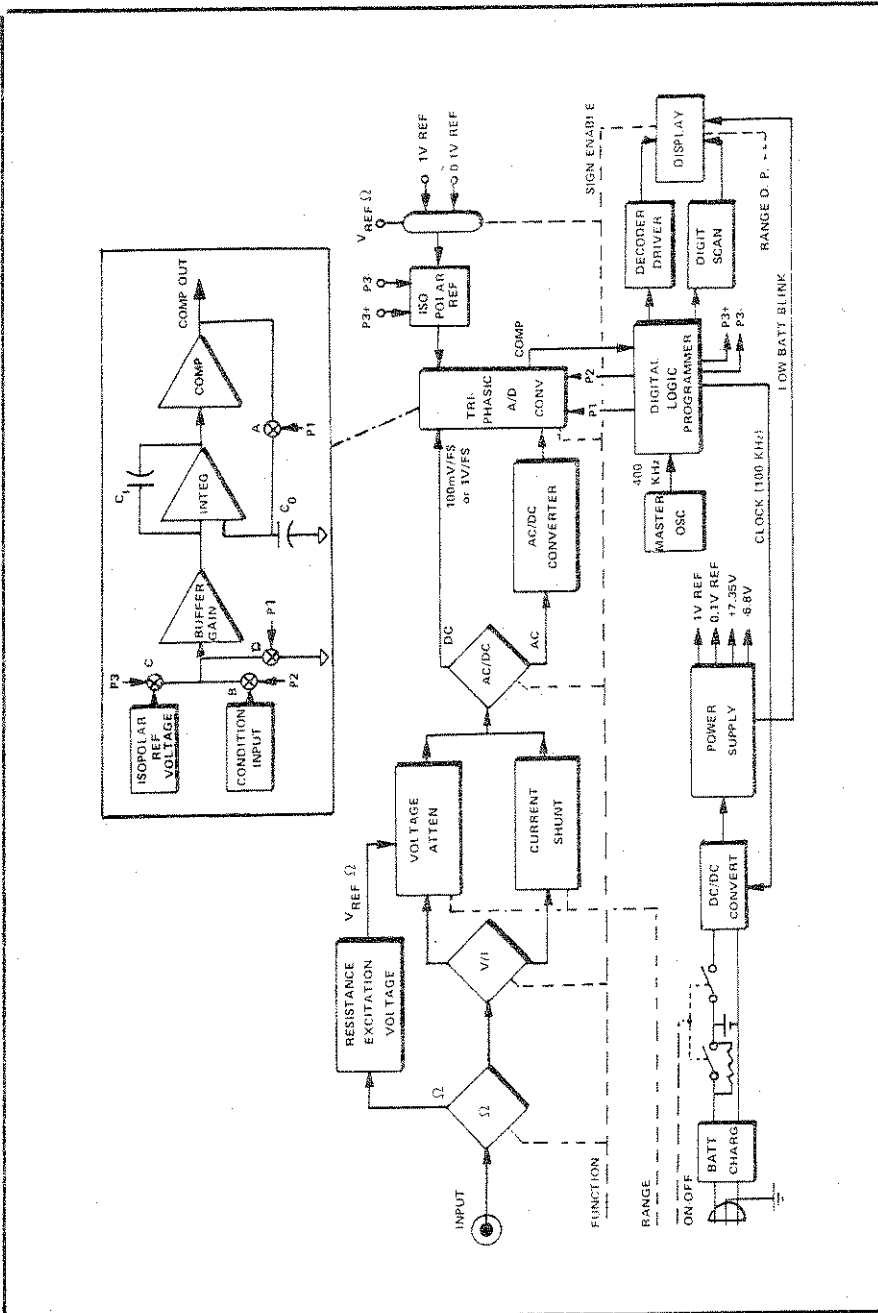 ISOPOLAR
REF
VOLTAGE
CONDITION
INPUT
P3
C
B
P2
D
P1
BUFFER
GAIN
C1
INTEG
C0
COMP
COMP OUT
A
P1
INPUT
Ω
Ω
RESISTANCE
EXCITATION
VOLTAGE
VREF Ω
V/I
VOLTAGE
ATTEN
CURRENT
SHUNT
AC/DC
DC
AC
100mV/FS
or 1V/FS
AC/DC
CONVERTER
TRI-
PHASIC
A/D
CONV
P3+
P3-
ISO
POLAR
REF
VREF Ω
1V REF
0.1V REF
COMP
P1
P2
SIGN ENABLE
FUNCTION
RANGE
ON-OFF
MASTER
OSC
400
KHz
DIGITAL
LOGIC
PROGRAMMER
DECODER
DRIVER
DIGIT
SCAN
DISPLAY
P3+
P3-
RANGE D. P.
LOW BATT BLINK
CLOCK (100 KHz)
BATT
CHARG
DC/DC
CONVERT
POWER
SUPPLY
1V REF
0.1V REF
+7.35V
-6.8V